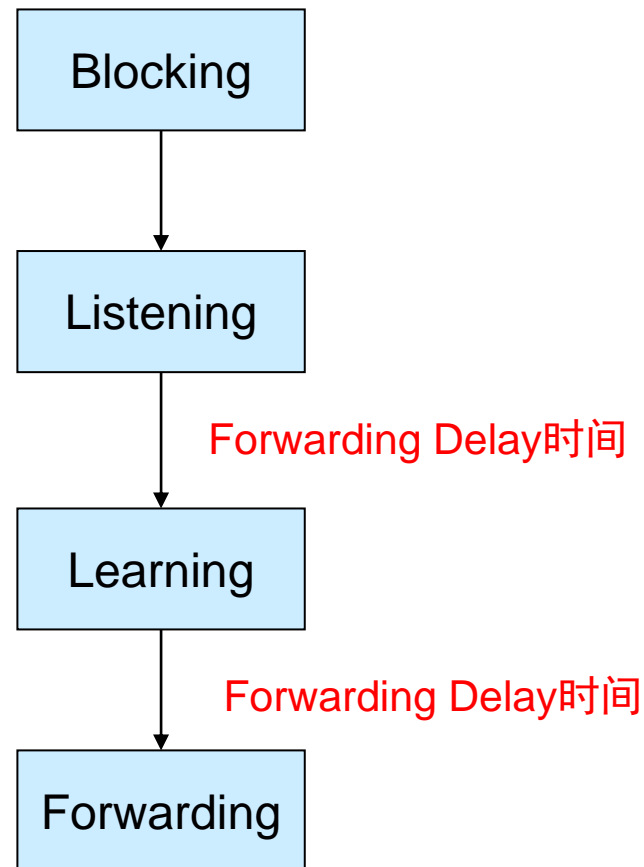 Blocking
Listening
Forwarding Delay时间
Learning
Forwarding Delay时间
Forwarding